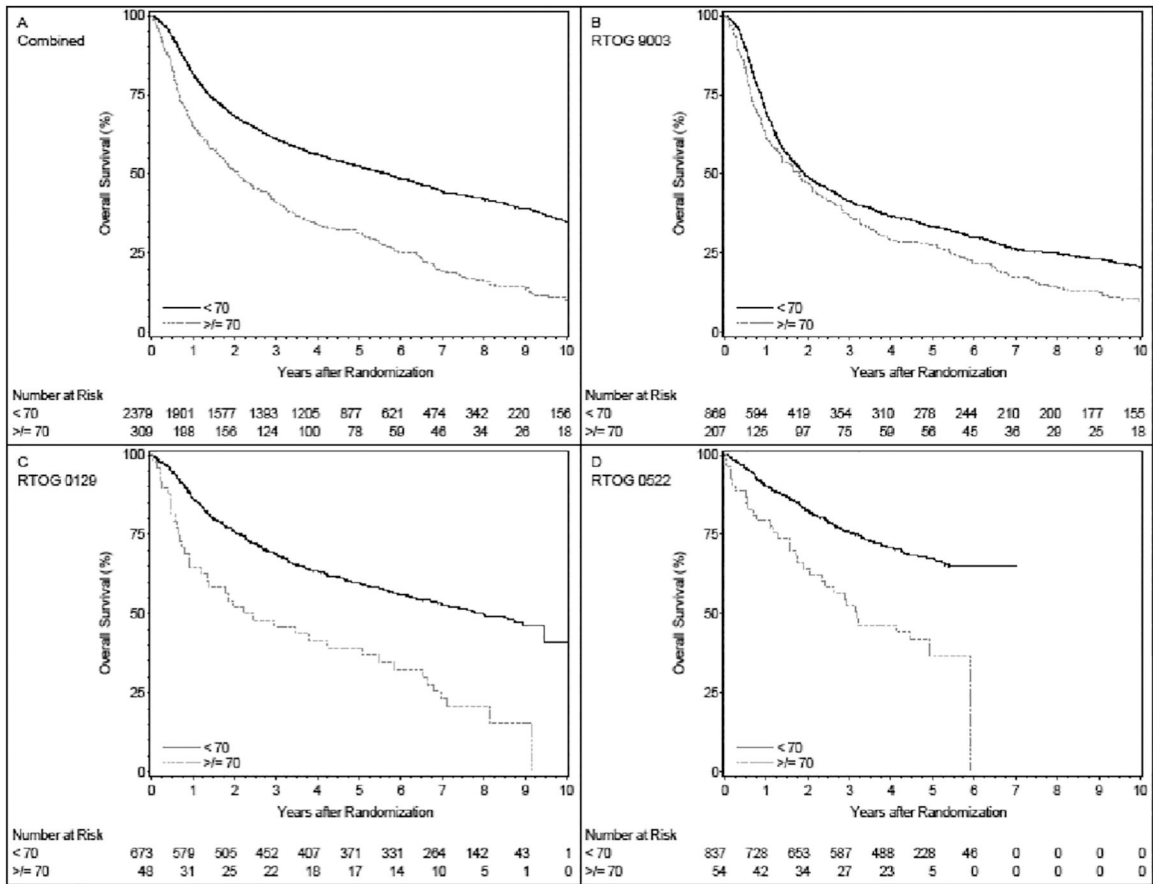 A
Combined
100
75
50
25
0
Overall Survival (%)
< 70
>/= 70
0 1 2 3 4 5 6 7 8 9 10
Years after Randomization
Number at Risk
< 70 2379 1901 1577 1393 1205 877 621 474 342 220 156
>/= 70 309 198 156 124 100 78 59 46 34 26 18
B
RTOG 9003
100
75
50
25
0
Overall Survival (%)
< 70
>/= 70
0 1 2 3 4 5 6 7 8 9 10
Years after Randomization
Number at Risk
< 70 869 594 419 354 310 278 244 210 200 177 155
>/= 70 207 125 97 75 59 56 45 36 29 25 18
C
RTOG 0129
100
75
50
25
0
Overall Survival (%)
< 70
>/= 70
0 1 2 3 4 5 6 7 8 9 10
Years after Randomization
Number at Risk
< 70 673 579 505 452 407 371 331 264 142 43 1
>/= 70 48 31 25 22 18 17 14 10 5 1 0
D
RTOG 0522
100
75
50
25
0
Overall Survival (%)
< 70
>/= 70
0 1 2 3 4 5 6 7 8 9 10
Years after Randomization
Number at Risk
< 70 837 728 653 587 488 228 46 0 0 0 0
>/= 70 54 42 34 27 23 5 0 0 0 0 0